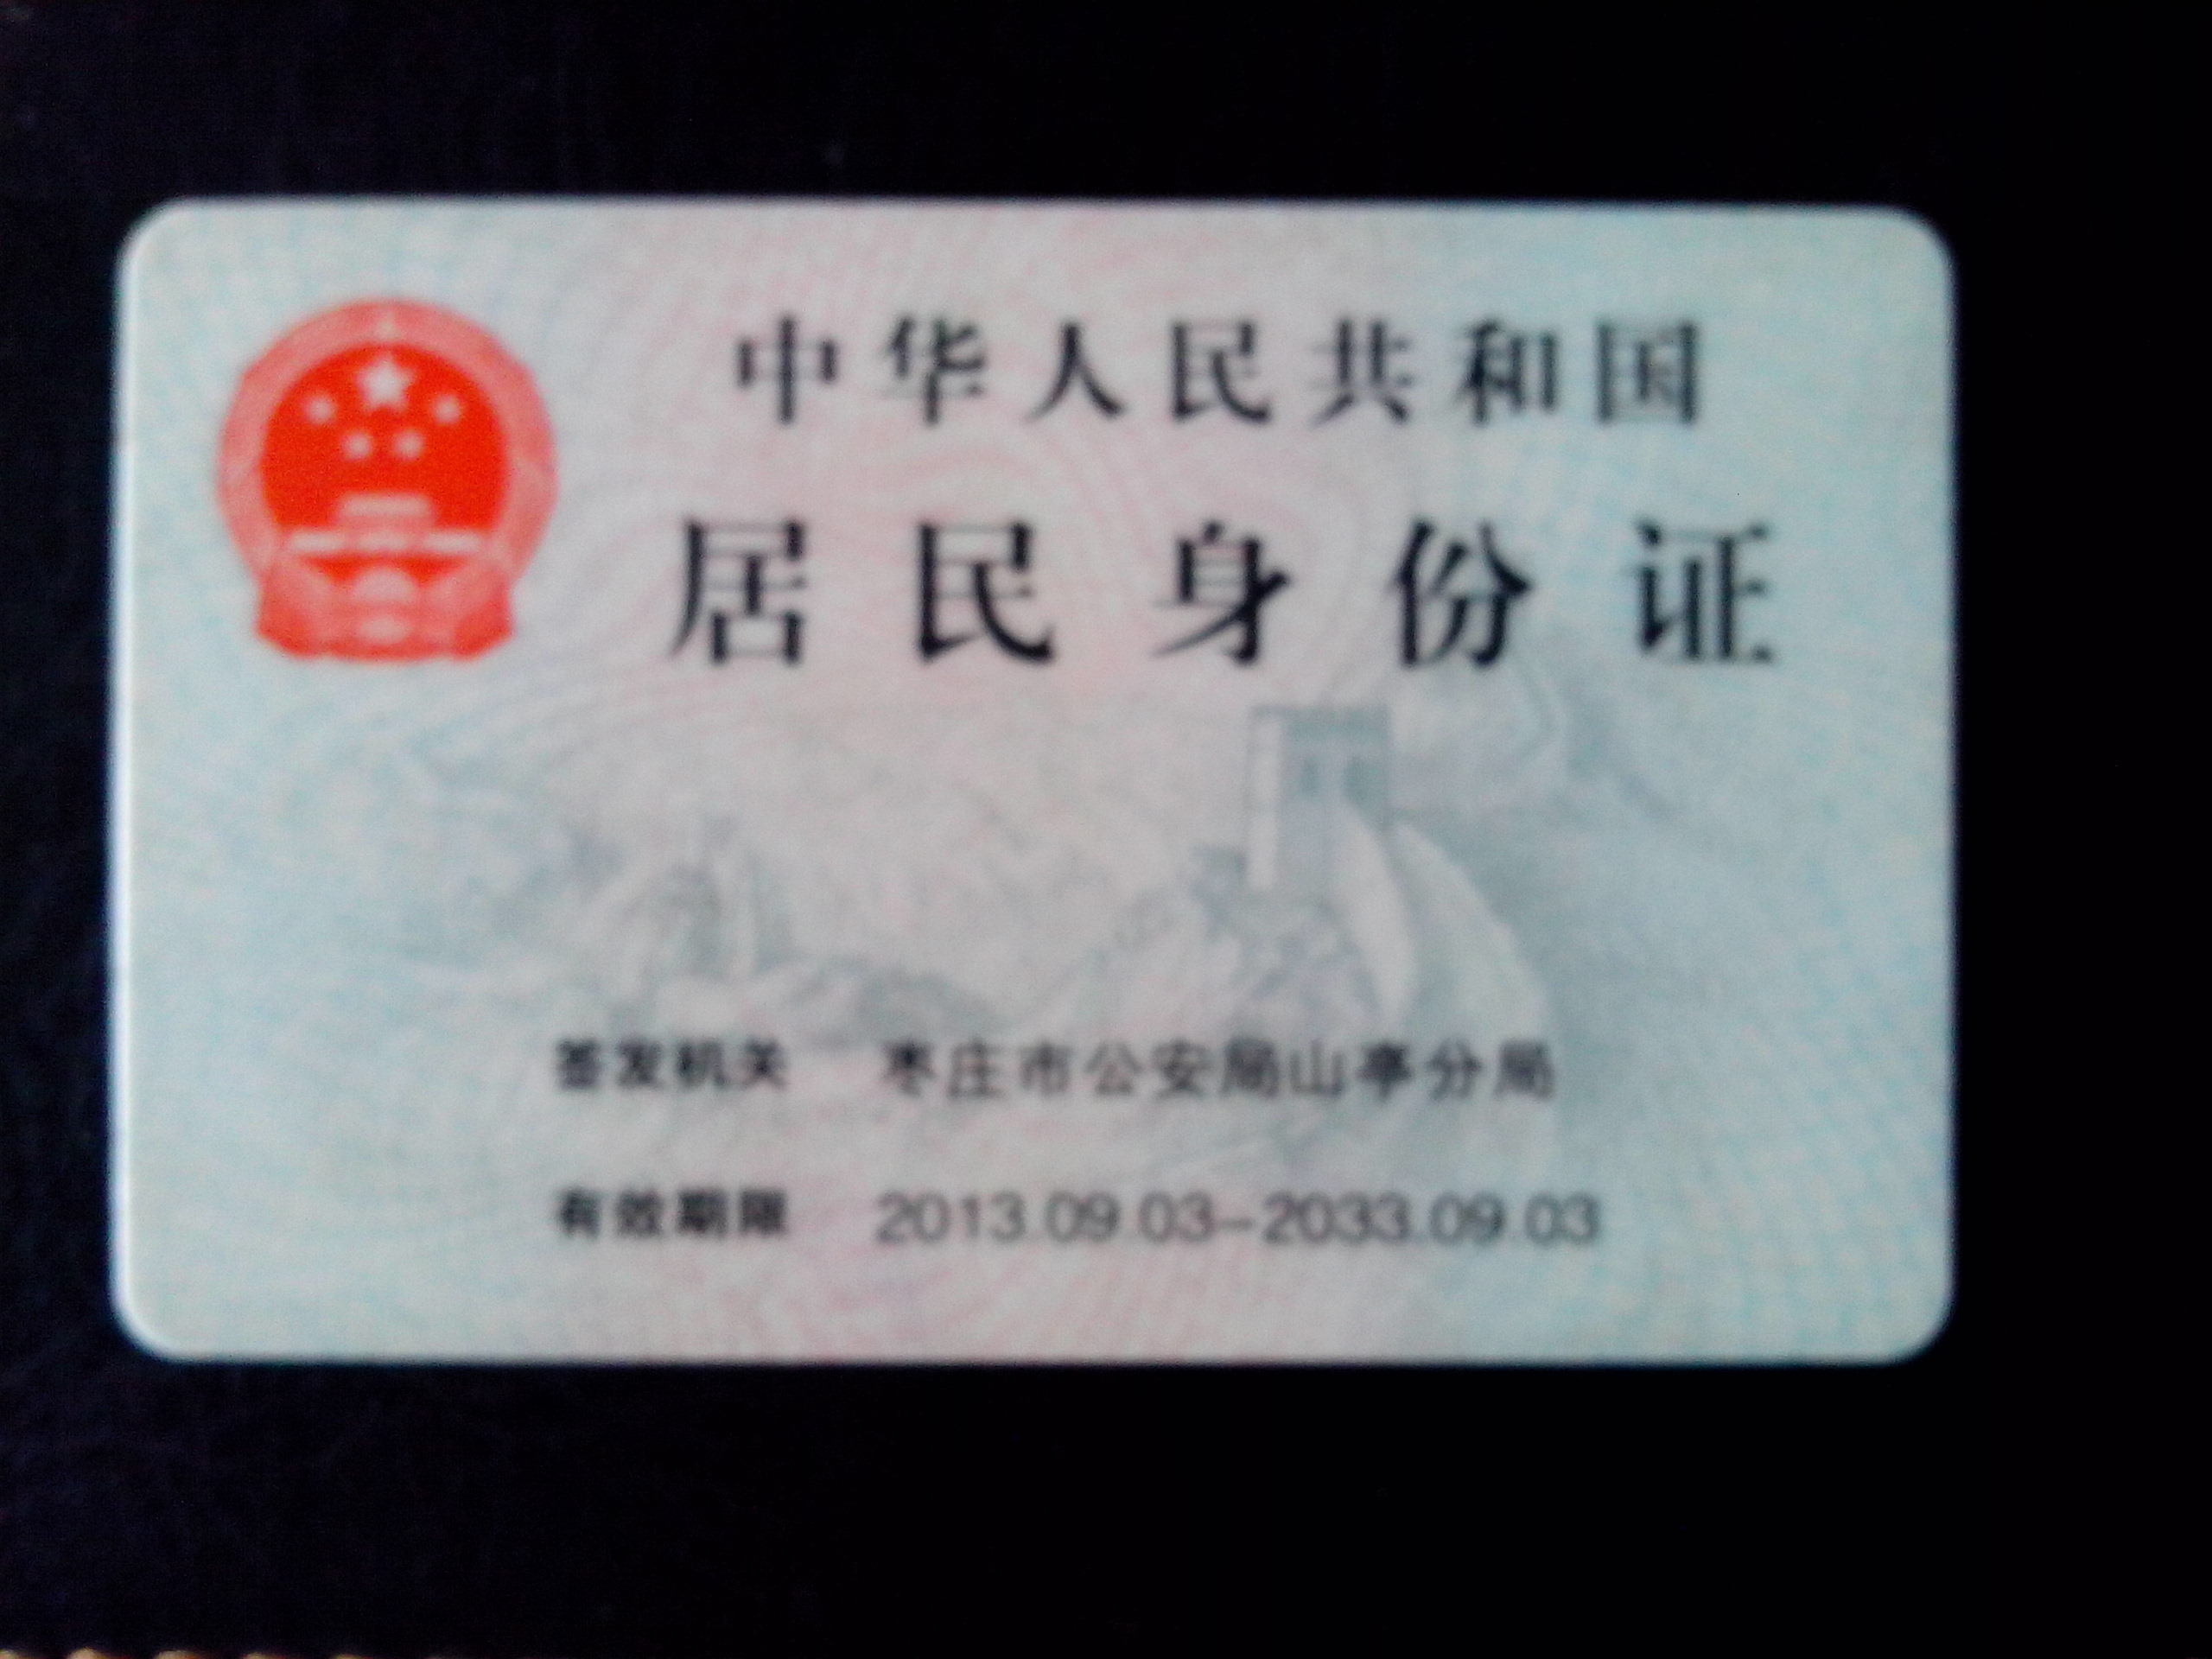 中华人民共和国
居民身份证
签发机关 枣庄市公安局山亭分局
有效期限 2013.09.03-2033.09.03